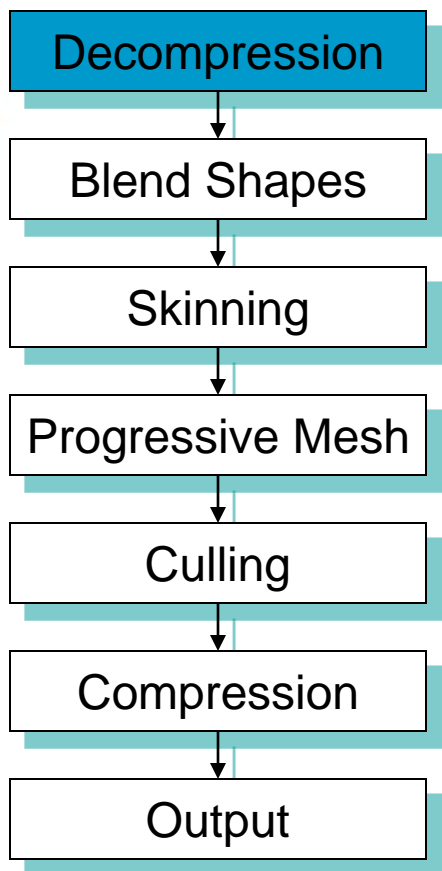 Decompression
Blend Shapes
Skinning
Progressive Mesh
Culling
Compression
Output